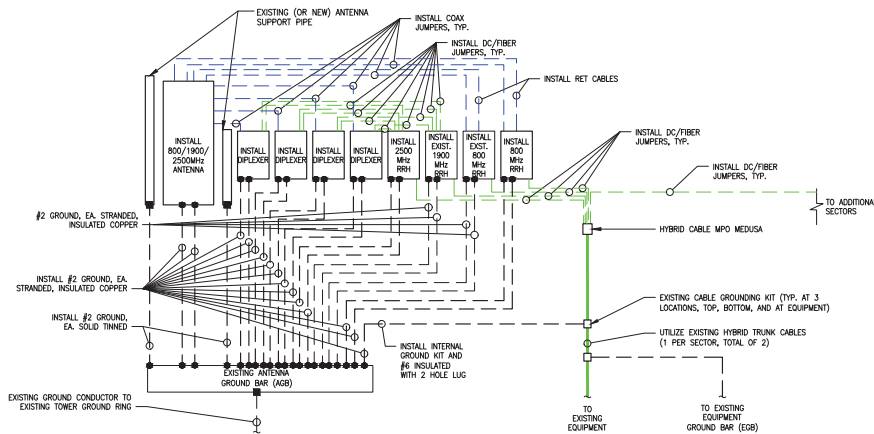 EXISTING (OR NEW) ANTENNA
SUPPORT PIPE
INSTALL COAX
JUMPERS, TYP.
INSTALL DC/FIBER
JUMPERS, TYP.
INSTALL RET CABLES
INSTALL
800/1900/
2500MHz
ANTENNA
INSTALL
DIPLEXER
INSTALL
DIPLEXER
INSTALL
DIPLEXER
INSTALL
DIPLEXER
INSTALL
2500
MHz
RRH
INSTALL
EXIST.
1900
MHz
RRH
INSTALL
EXIST.
800
MHz
RRH
INSTALL
800
MHz
RRH
INSTALL DC/FIBER
JUMPERS, TYP.
INSTALL DC/FIBER
JUMPERS, TYP.
TO ADDITIONA
SECTORS
#2 GROUND, EA. STRANDED,
INSULATED COPPER
HYBRID CABLE MPO MEDUSA
INSTALL #2 GROUND, EA.
STRANDED, INSULATED COPPER
INSTALL #2 GROUND,
EA. SOLID TINNED
EXISTING CABLE GROUNDING KIT (TYP. AT 3
LOCATIONS, TOP, BOTTOM, AND AT EQUIPMENT)
UTILIZE EXISTING HYBRID TRUNK CABLES
(1 PER SECTOR, TOTAL OF 2)
INSTALL INTERNAL
GROUND KIT AND
#6 INSULATED
WITH 2 HOLE LUG
EXISTING ANTENNA
GROUND BAR (AGB)
EXISTING GROUND CONDUCTOR TO
EXISTING TOWER GROUND RING
TO
EXISTING
EQUIPMENT
TO EXISTING
EQUIPMENT
GROUND BAR (EGB)